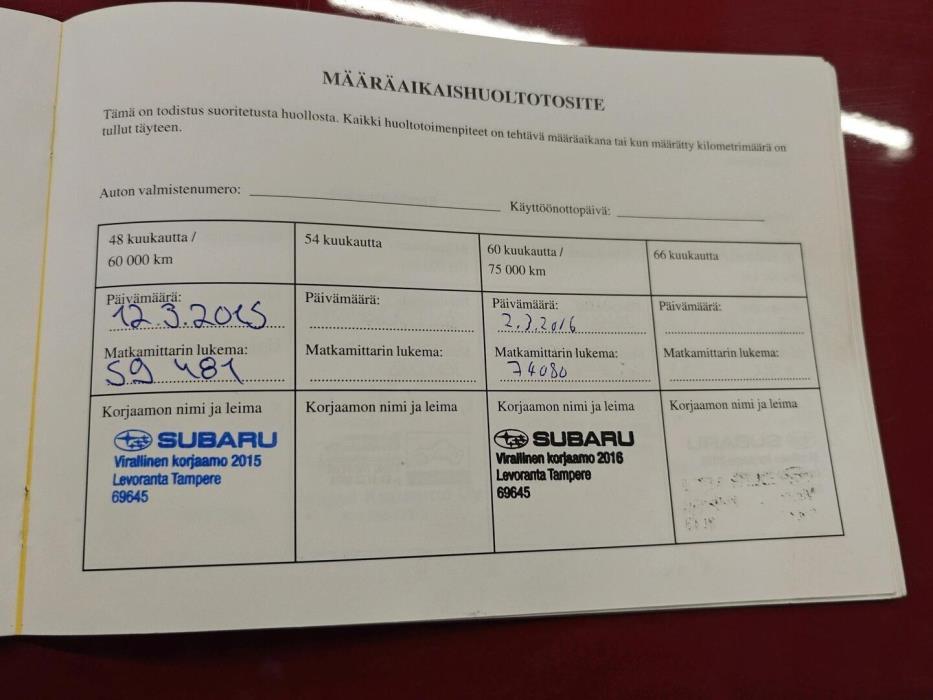 MÄÄRÄAIKAISHUOLTOTOSITE
Tämä on todistus suoritetusta huollosta. Kaikki huoltotoimenpiteet on tehtävä määräaikana tai kun määrätty kilometrimäärä on
tullut täyteen.
Auton valmistenumero:
Käyttöönottopäivä:
48 kuukautta /
60 000 km
54 kuukautta
60 kuukautta /
75 000 km
66 kuukautta
Päivämäärä:
12.3.2015
Päivämäärä:
Päivämäärä:
2.3.2016
Päivämäärä:
Matkamittarin lukema:
59 481
Matkamittarin lukema:
Matkamittarin lukema:
74080
Matkamittarin lukema:
Korjaamon nimi ja leima
SUBARU
Virallinen korjaamo 2015
Levoranta Tampere
69645
Korjaamon nimi ja leima
Korjaamon nimi ja leima
SUBARU
Virallinen korjaamo 2016
Levoranta Tampere
69645
Korjaamon nimi ja leima